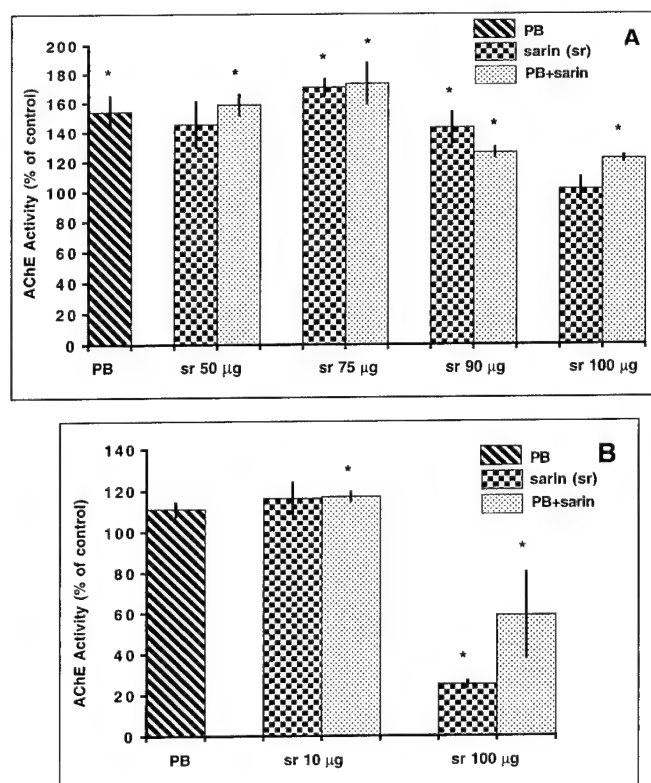 PB
sarin (sr)
PB+sarin
A
AChE Activity (% of control)
200
180
160
140
120
100
80
60
40
20
0
*
*
*
*
*
*
*
PB
sr 50 µg
sr 75 µg
sr 90 µg
sr 100 µg
B
PB
sarin (sr)
PB+sarin
AChE Activity (% of control)
140
120
100
80
60
40
20
0
*
*
*
PB
sr 10 µg
sr 100 µg